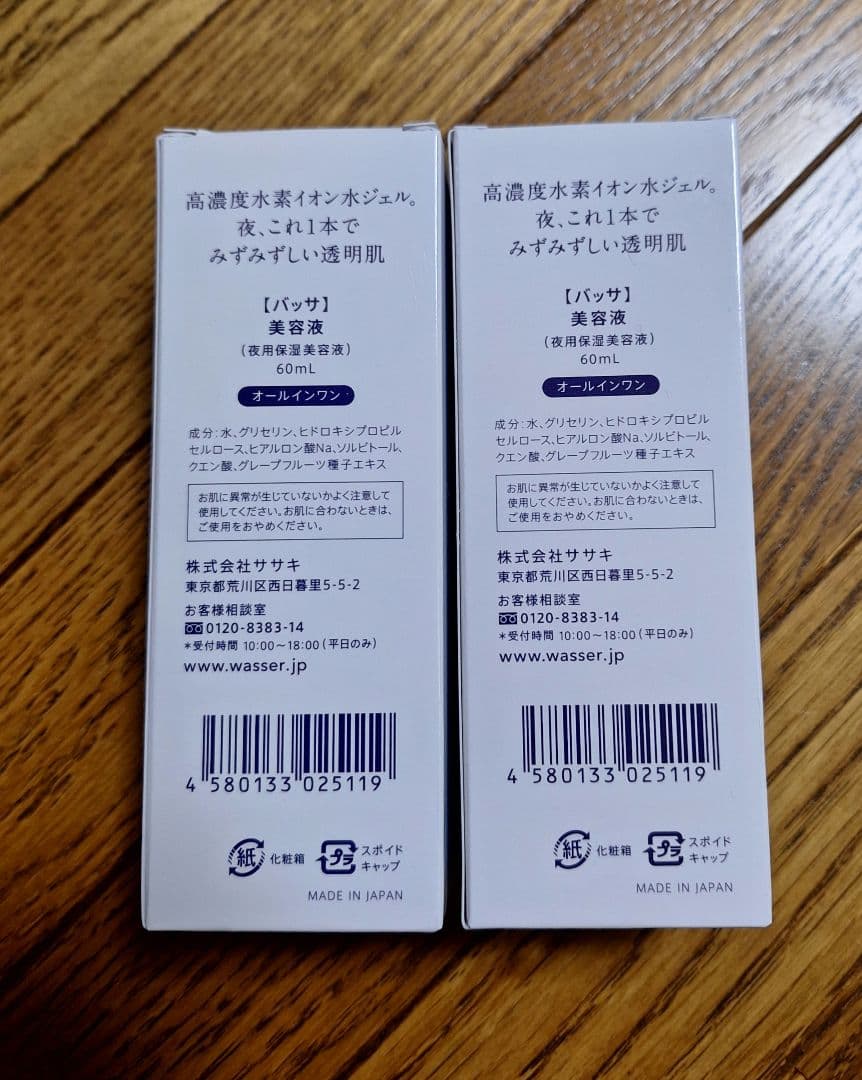 高濃度水素イオン水ジェル。
夜、これ1本で
みずみずしい透明肌
【バッサ】
美容液
(夜用保湿美容液)
60mL
オールインワン
成分:水、グリセリン、ヒドロキシプロピル
セルロース、ヒアルロン酸Na、ソルビトール、
クエン酸、グレープフルーツ種子エキス
お肌に異常が生じていないかよく注意して
使用してください。お肌に合わないときは、
ご使用をおやめください。
株式会社ササキ
東京都荒川区西日暮里5-5-2
お客様相談室
0120-8383-14
*受付時間 10:00~18:00(平日のみ)
www.wasser.jp
4 580133 025119
紙 化粧箱 プラ スポイド
キャップ
MADE IN JAPAN
高濃度水素イオン水ジェル。
夜、これ1本で
みずみずしい透明肌
【バッサ】
美容液
(夜用保湿美容液)
60mL
オールインワン
成分:水、グリセリン、ヒドロキシプロピル
セルロース、ヒアルロン酸Na、ソルビトール、
クエン酸、グレープフルーツ種子エキス
お肌に異常が生じていないかよく注意して
使用してください。お肌に合わないときは、
ご使用をおやめください。
株式会社ササキ
東京都荒川区西日暮里5-5-2
お客様相談室
0120-8383-14
*受付時間 10:00~18:00(平日のみ)
www.wasser.jp
4 580133 025119
紙 化粧箱 プラ スポイド
キャップ
MADE IN JAPAN